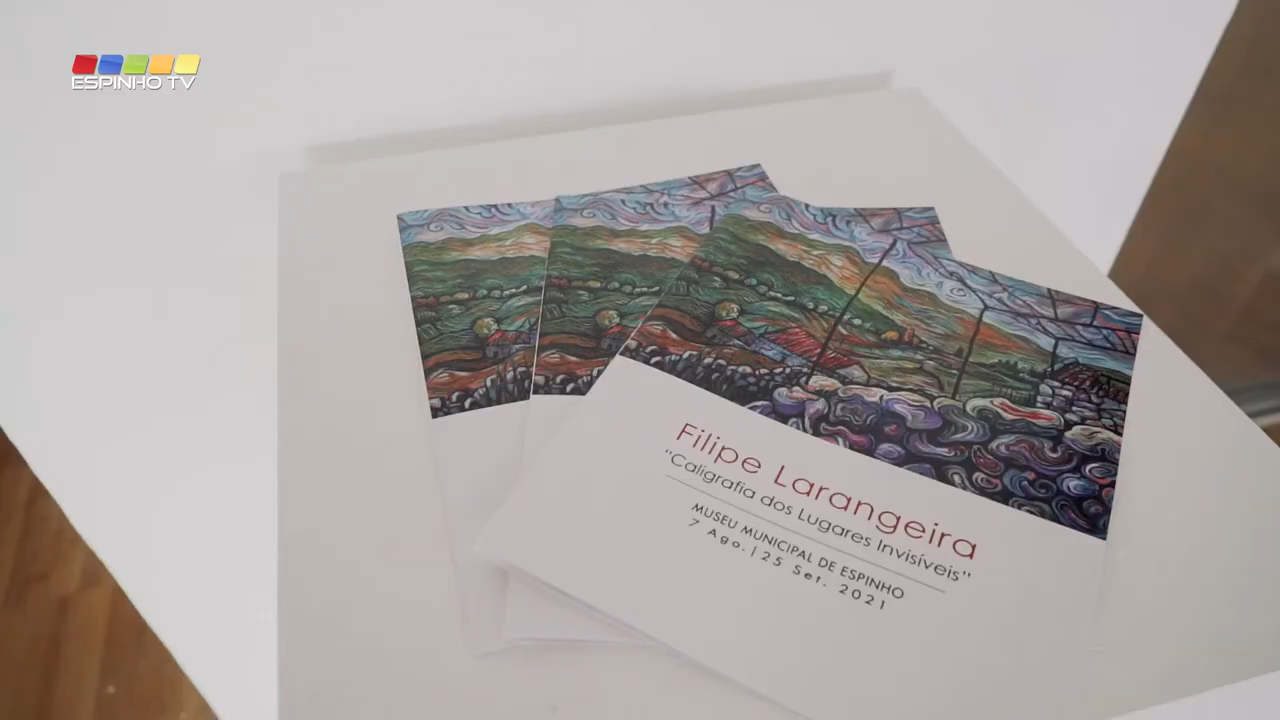 ESPINHO TV
Filipe Larangeira
"Caligrafia dos Lugares Invisíveis"
MUSEU MUNICIPAL DE ESPINHO
7 Ago. | 25 Set. 2021